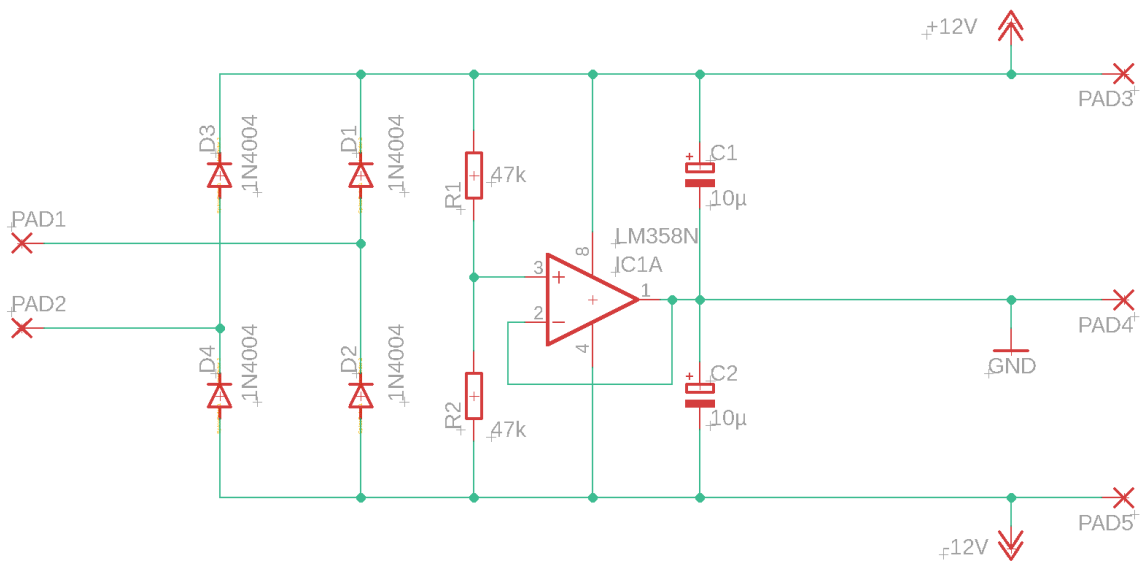 +12V
PAD3
D3
1N4004
D1
1N4004
R1
47k
C1
10µ
PAD1
LM358N
IC1A
8
3
+
2
−
1
4
PAD2
PAD4
GND
D4
1N4004
D2
1N4004
R2
47k
C2
10µ
PAD5
-12V